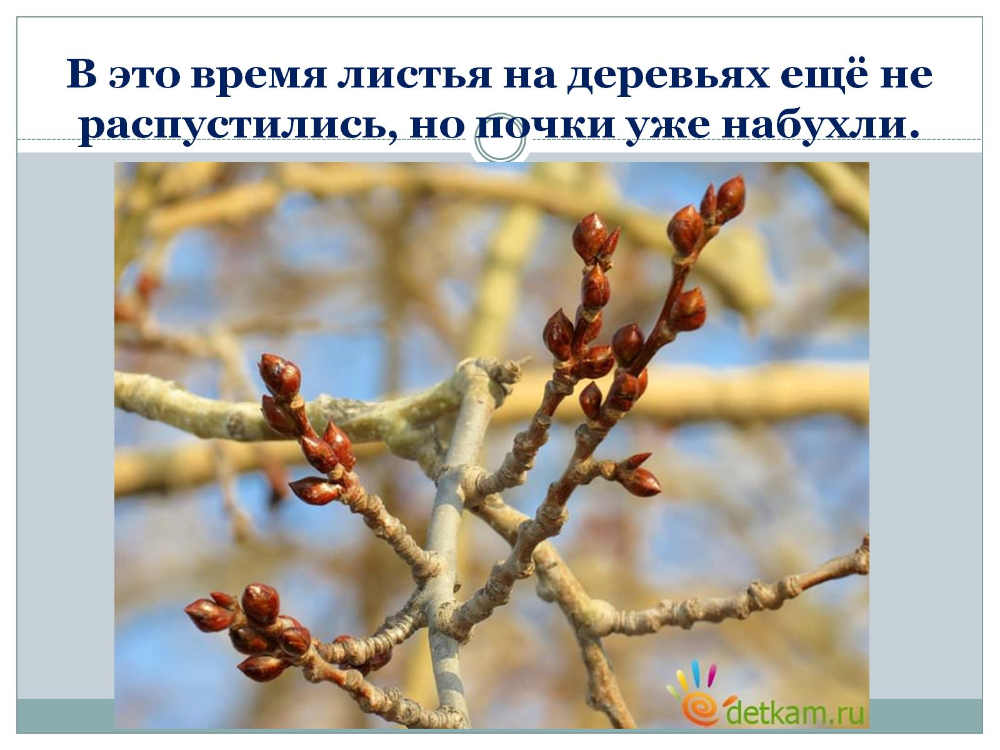 В это время листья на деревьях ещё не
распустились, но почки уже набухли.
detkam.ru